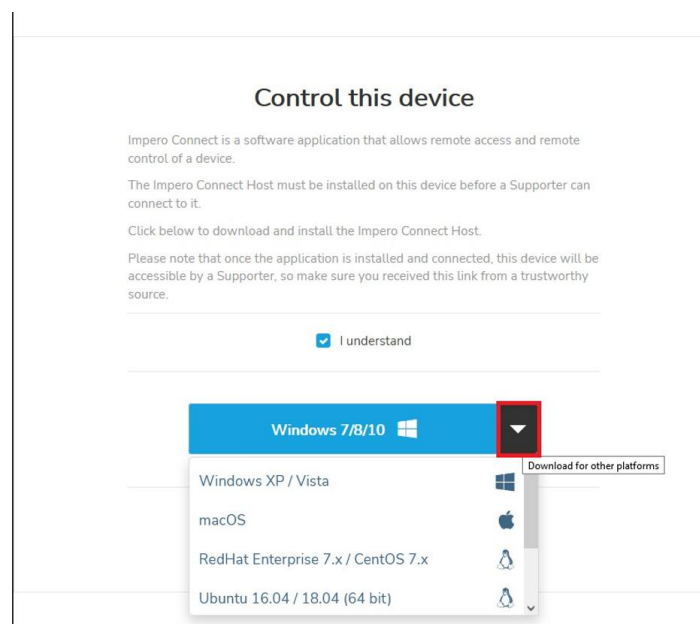 Control this device
Impero Connect is a software application that allows remote access and remote
control of a device.
The Impero Connect Host must be installed on this device before a Supporter can
connect to it.
Click below to download and install the Impero Connect Host.
Please note that once the application is installed and connected, this device will be
accessible by a Supporter, so make sure you received this link from a trustworthy
source.
I understand
Windows 7/8/10
Download for other platforms
Windows XP / Vista
macOS
RedHat Enterprise 7.x / CentOS 7.x
Ubuntu 16.04 / 18.04 (64 bit)